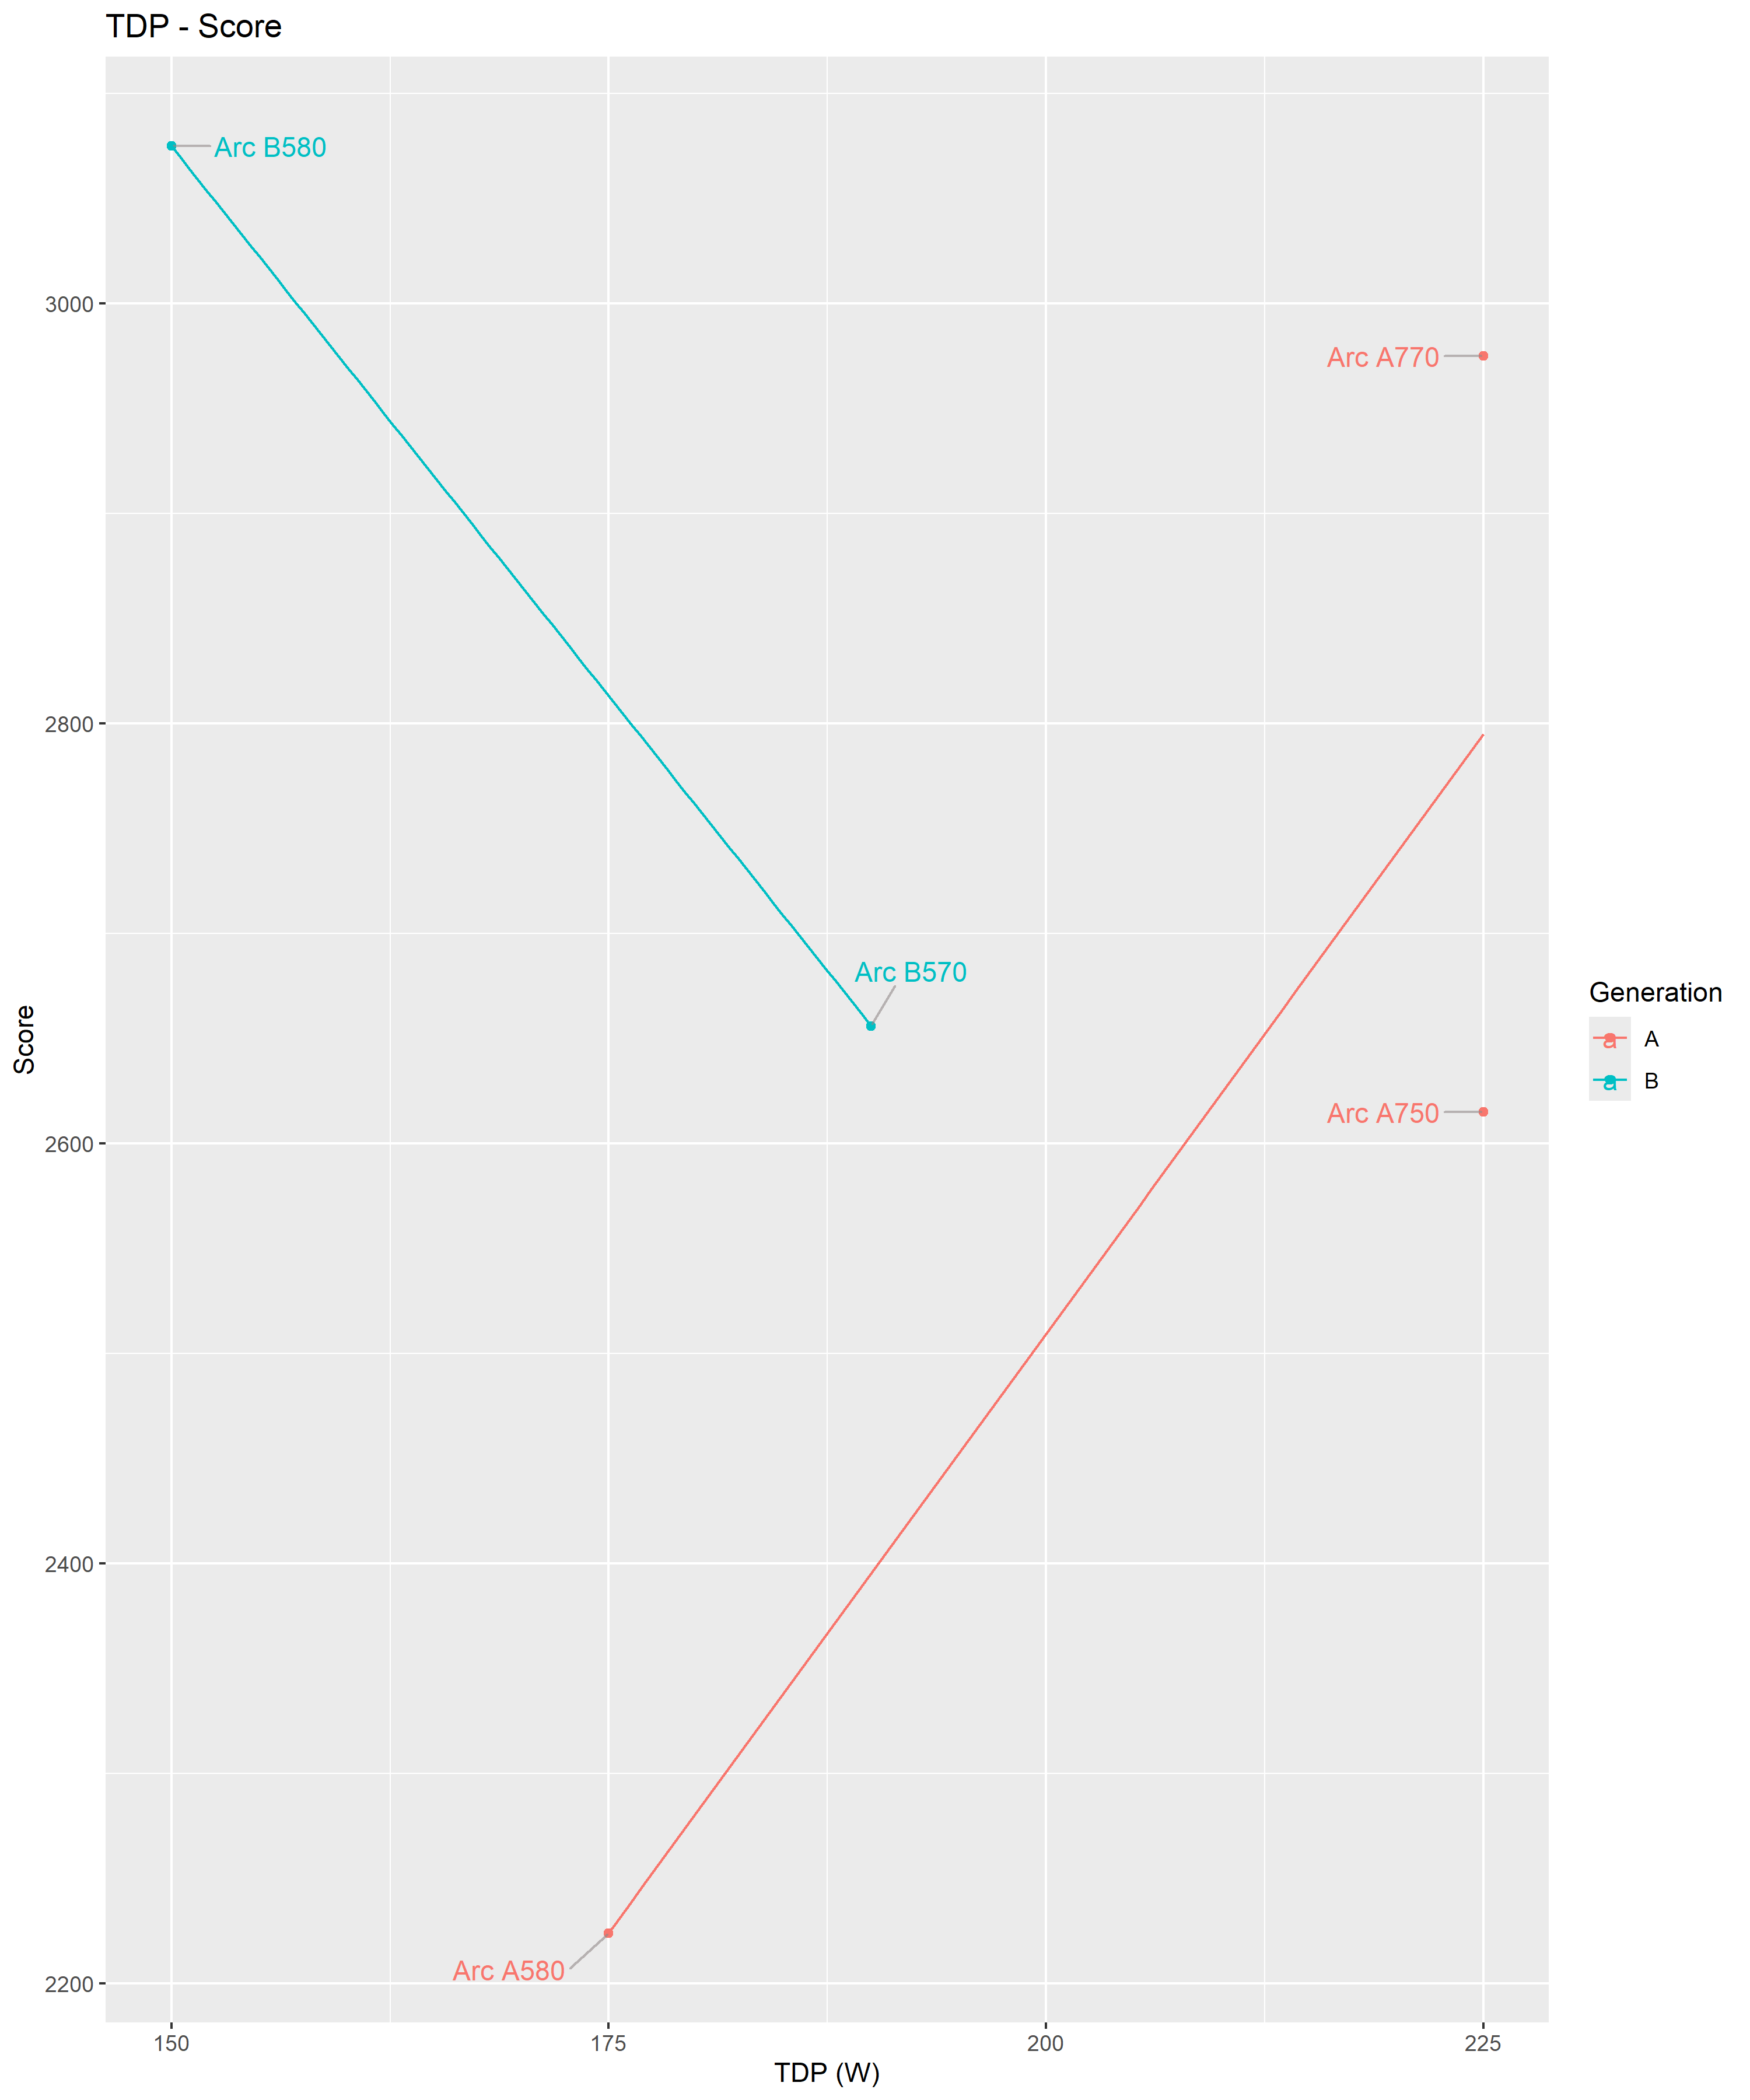 TDP - Score
Arc B580
3000
Arc A770
2800
Arc B570
Generation
Score
a A
a B
Arc A750
2600
2400
Arc A580
2200
150 175 200 225
TDP (W)